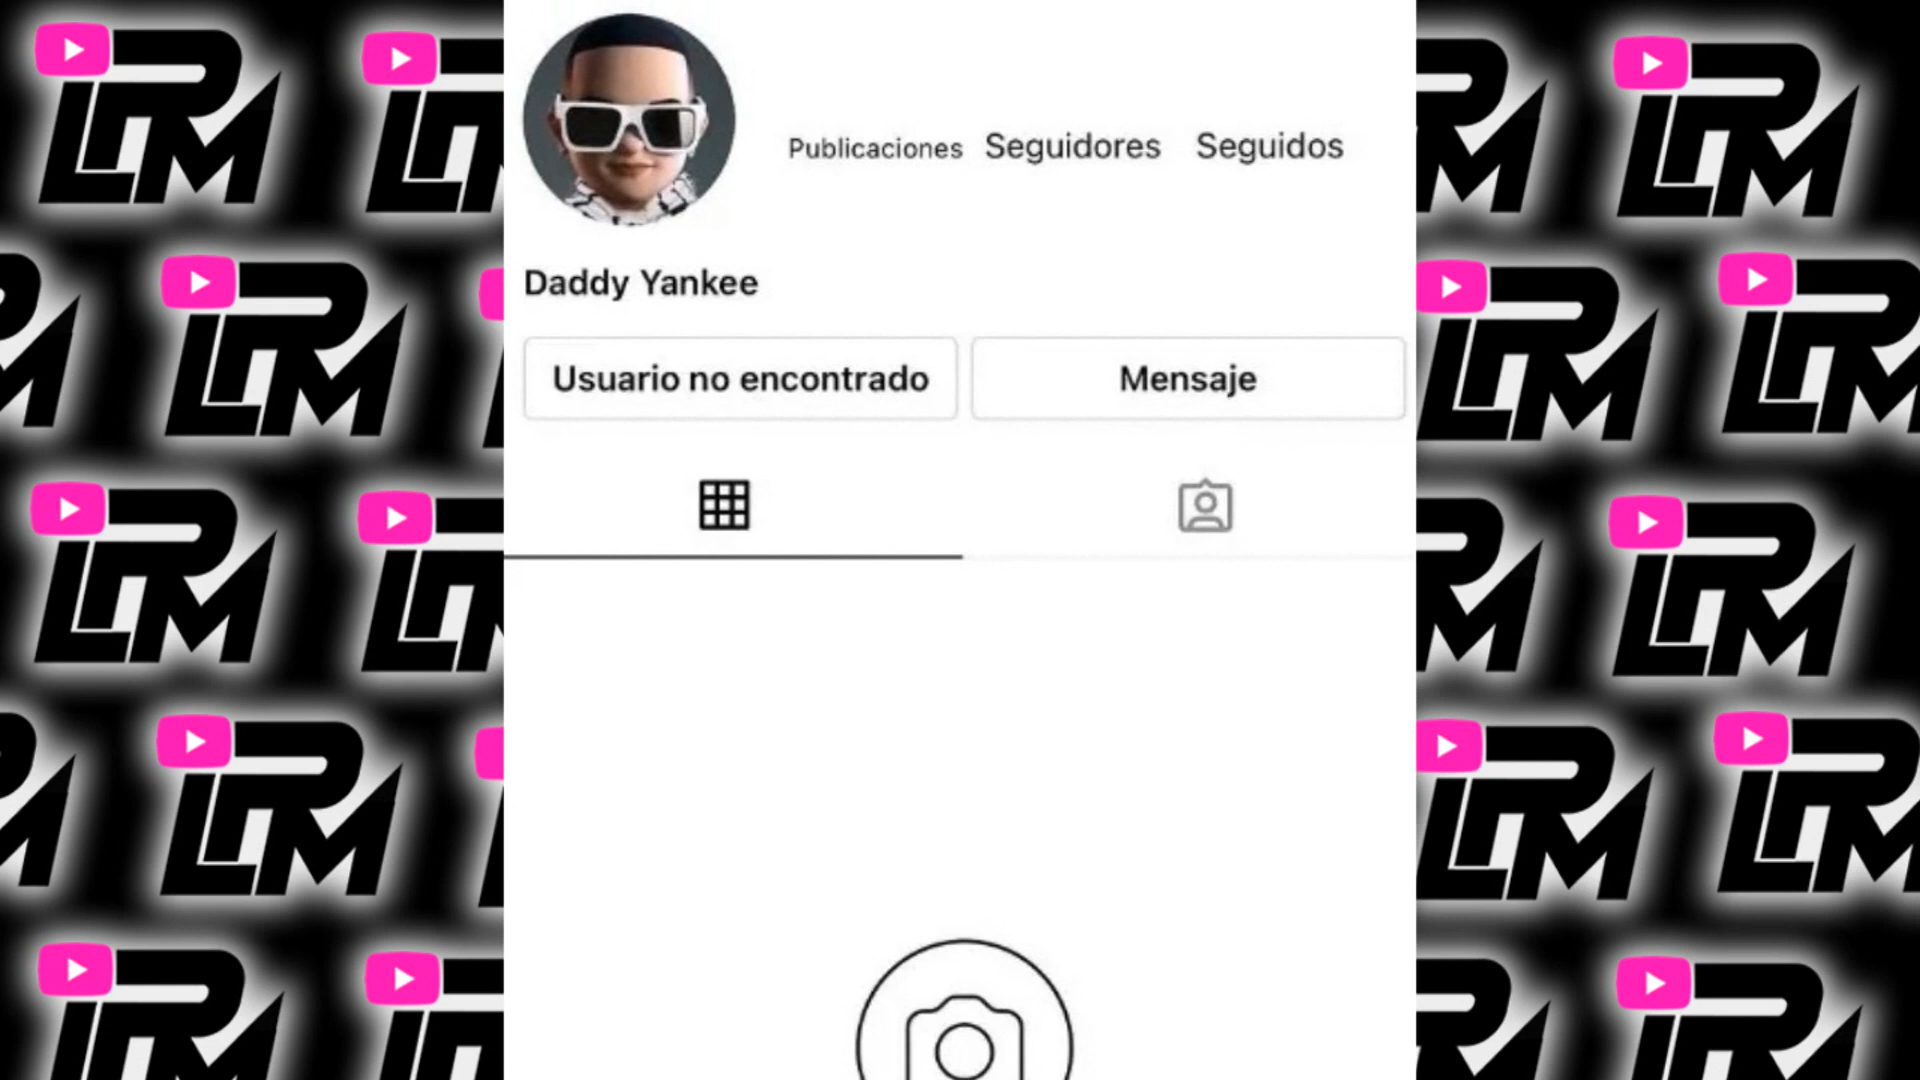 Publicaciones Seguidores Seguidos
Daddy Yankee
Usuario no encontrado
Mensaje